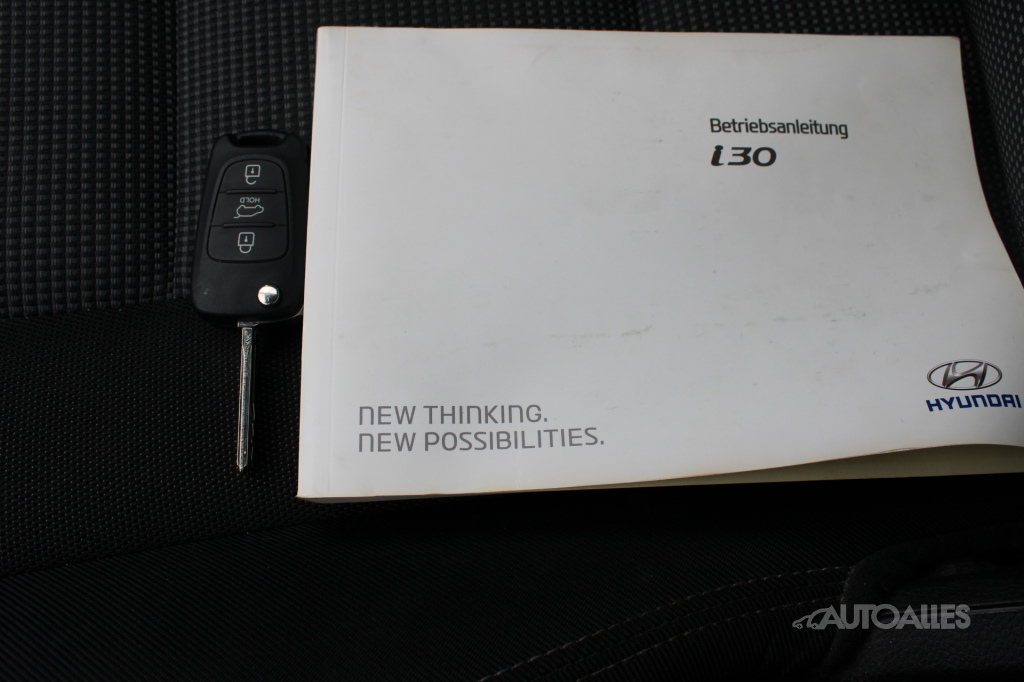 Betriebsanleitung
i30
HOLD
NEW THINKING.
NEW POSSIBILITIES.
HYUNDAI
AUTOALLES